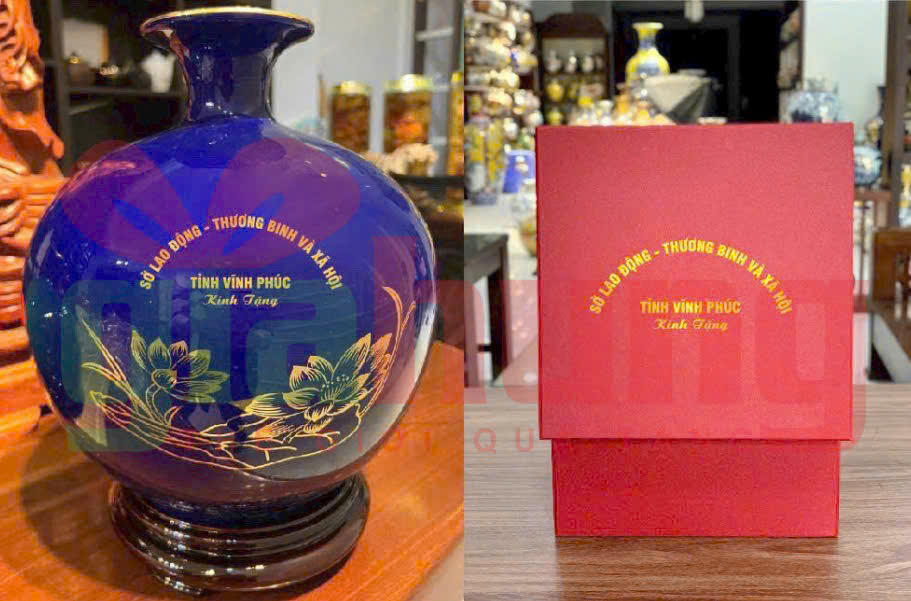 SỞ LAO ĐỘNG - THƯƠNG BINH VÀ XÃ HỘI
TỈNH VĨNH PHÚC
Kính Tặng
SỞ LAO ĐỘNG - THƯƠNG BINH VÀ XÃ HỘI
TỈNH VĨNH PHÚC
Kính Tặng